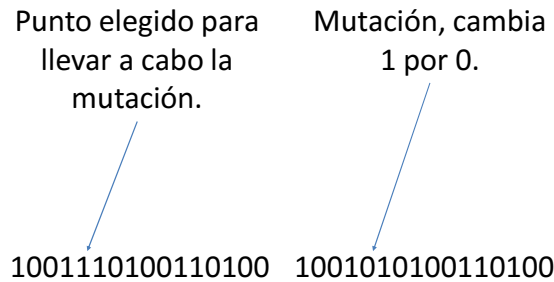 Punto elegido para
llevar a cabo la
mutación.
Mutación, cambia
1 por 0.
1001110100110100
1001010100110100